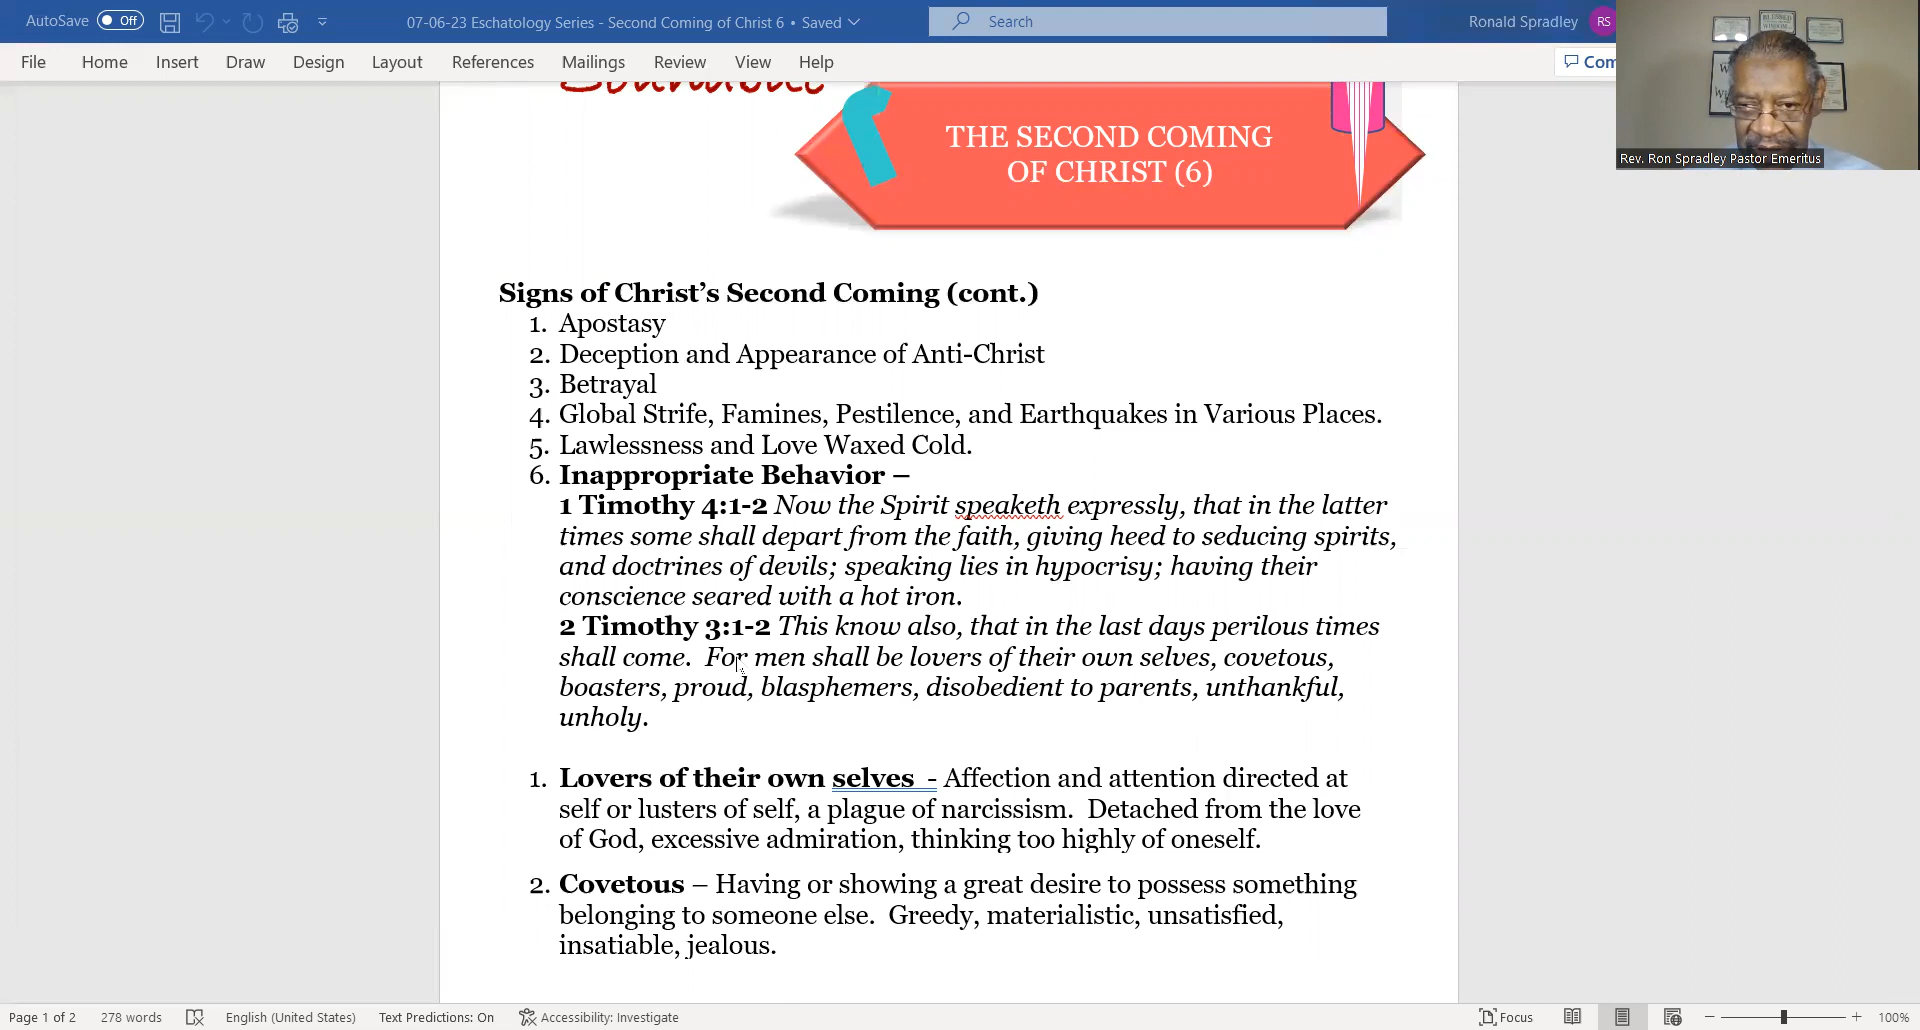 AutoSave Off 07-06-23 Eschatology Series - Second Coming of Christ 6 • Saved Search Ronald Spradley RS
File Home Insert Draw Design Layout References Mailings Review View Help Com
THE SECOND COMING
OF CHRIST (6)
Rev. Ron Spradley Pastor Emeritus
Signs of Christ’s Second Coming (cont.)
1. Apostasy
2. Deception and Appearance of Anti-Christ
3. Betrayal
4. Global Strife, Famines, Pestilence, and Earthquakes in Various Places.
5. Lawlessness and Love Waxed Cold.
6. Inappropriate Behavior –
1 Timothy 4:1-2 Now the Spirit speaketh expressly, that in the latter
times some shall depart from the faith, giving heed to seducing spirits,
and doctrines of devils; speaking lies in hypocrisy; having their
conscience seared with a hot iron.
2 Timothy 3:1-2 This know also, that in the last days perilous times
shall come. For men shall be lovers of their own selves, covetous,
boasters, proud, blasphemers, disobedient to parents, unthankful,
unholy.
1. Lovers of their own selves - Affection and attention directed at
self or lusters of self, a plague of narcissism. Detached from the love
of God, excessive admiration, thinking too highly of oneself.
2. Covetous – Having or showing a great desire to possess something
belonging to someone else. Greedy, materialistic, unsatisfied,
insatiable, jealous.
Page 1 of 2 278 words English (United States) Text Predictions: On Accessibility: Investigate Focus 100%